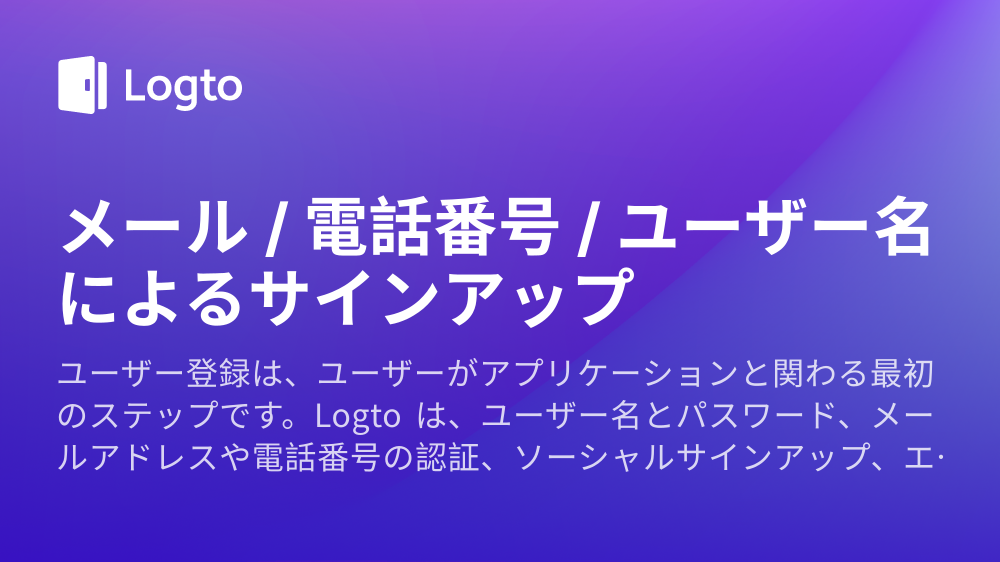 Logto
メール / 電話番号 / ユーザー名
によるサインアップ
ユーザー登録は、ユーザーがアプリケーションと関わる最初
のステップです。Logto は、ユーザー名とパスワード、メー
ルアドレスや電話番号の認証、ソーシャルサインアップ、エ·